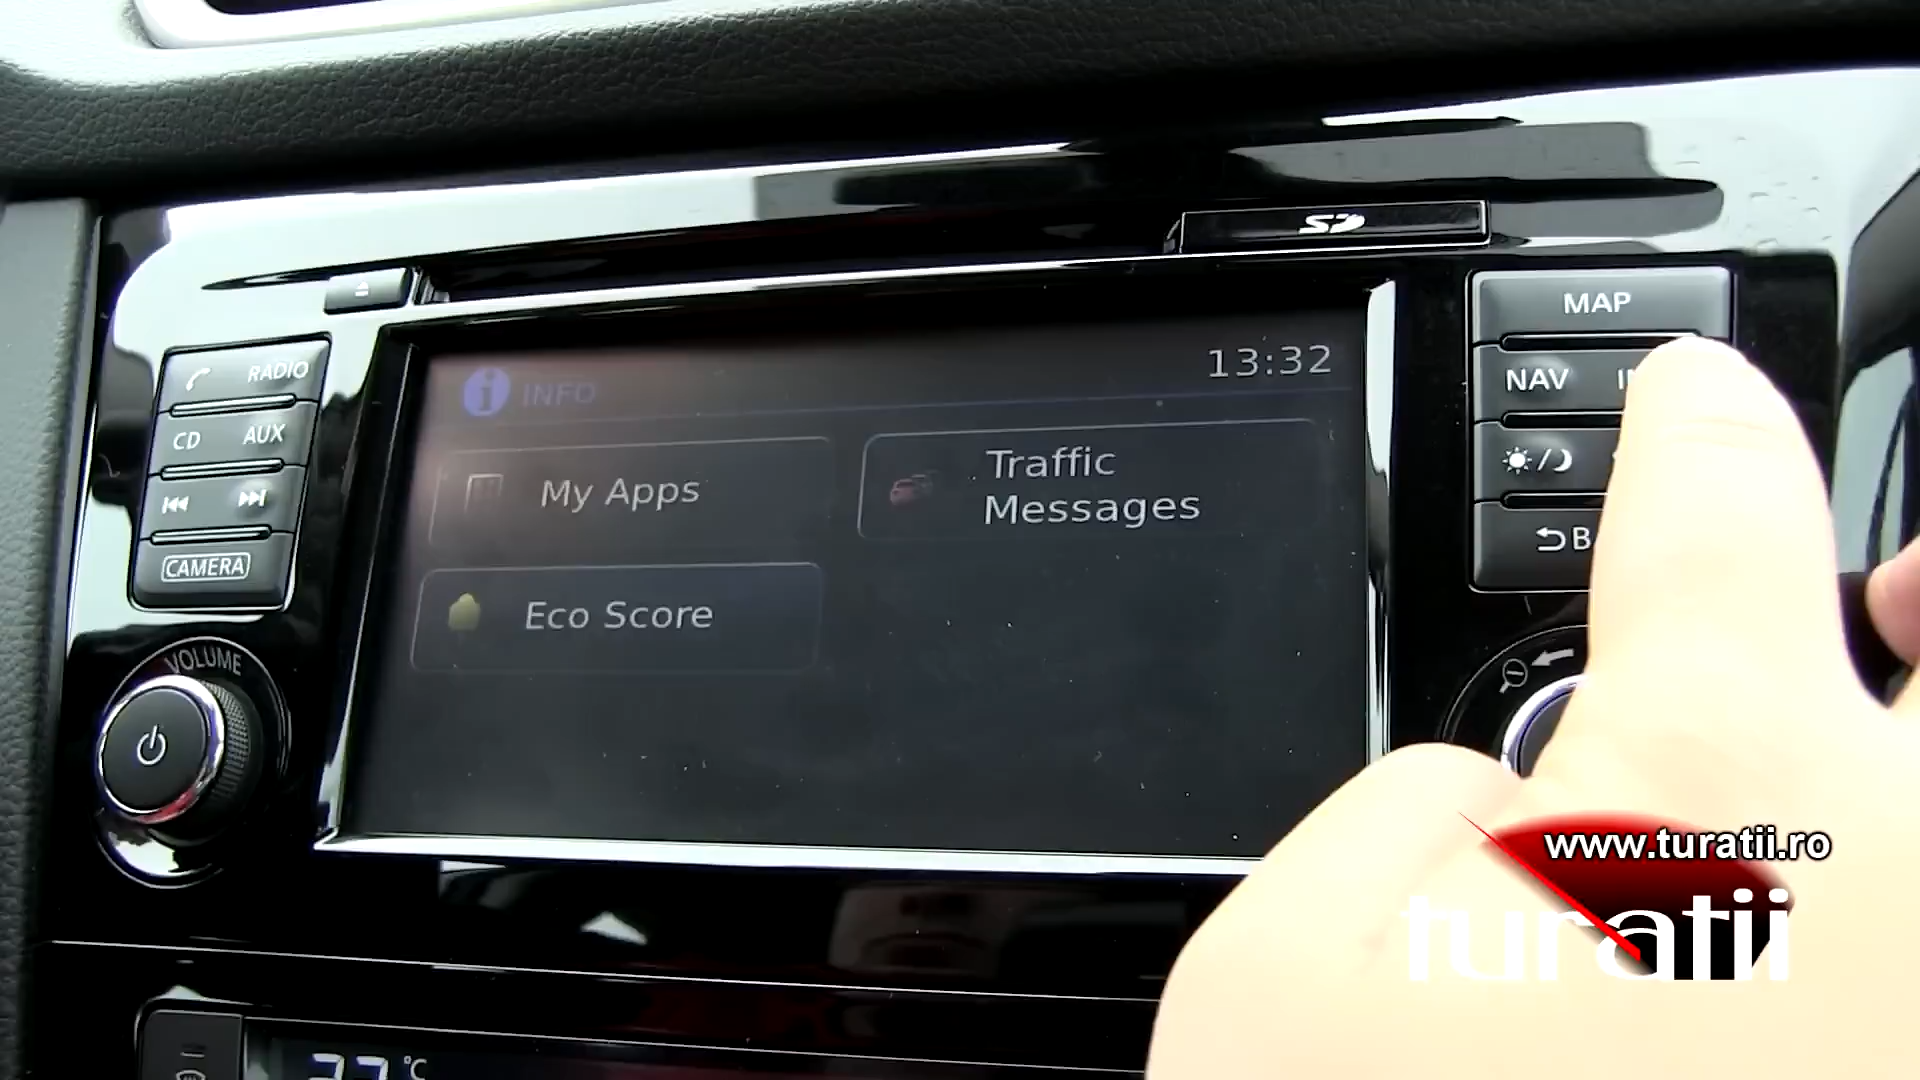 SD
MAP
13:32
INFO
RADIO
NAV
CD AUX
Traffic
Messages
My Apps
Eco Score
CAMERA
VOLUME
www.turatii.ro
turatii
°C